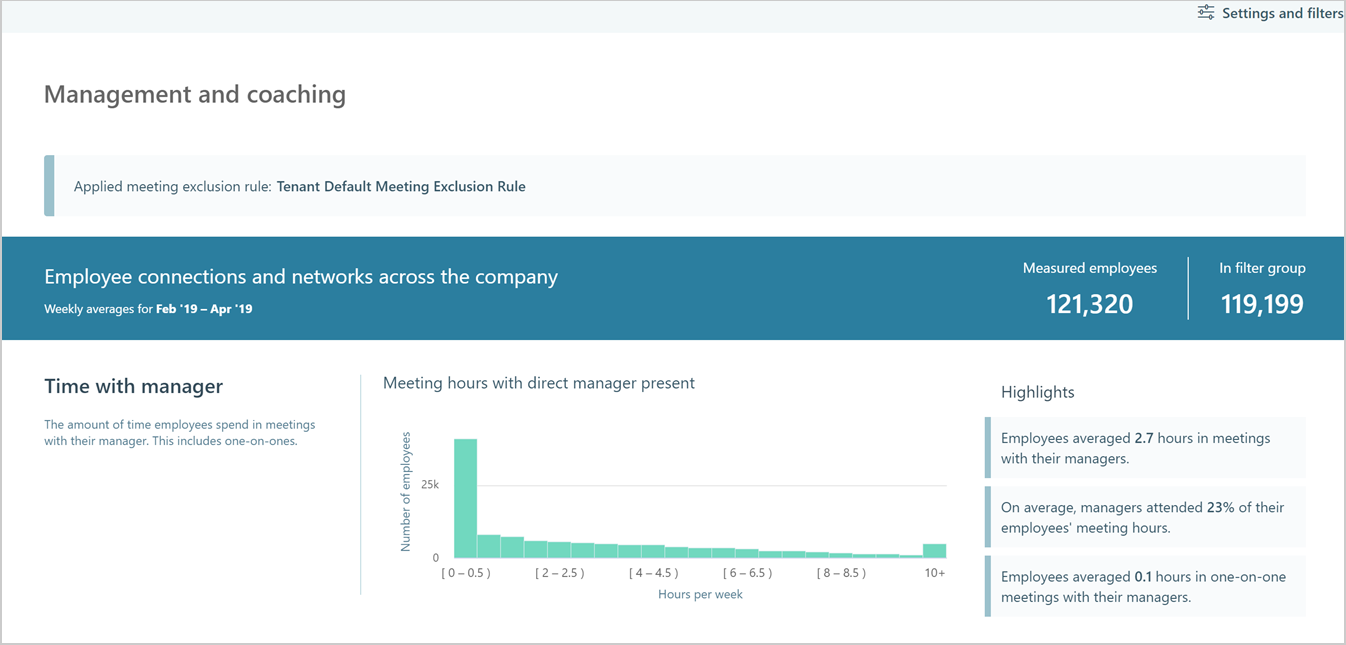 Settings and filters
Management and coaching
Applied meeting exclusion rule: Tenant Default Meeting Exclusion Rule
Employee connections and networks across the company
Weekly averages for Feb '19 – Apr '19
Measured employees
121,320
In filter group
119,199
Time with manager
The amount of time employees spend in meetings
with their manager. This includes one-on-ones.
Meeting hours with direct manager present
Number of employees
25k
0
[ 0 – 0.5 ) [ 2 – 2.5 ) [ 4 – 4.5 ) [ 6 – 6.5 ) [ 8 – 8.5 ) 10+
Hours per week
Highlights
Employees averaged 2.7 hours in meetings
with their managers.
On average, managers attended 23% of their
employees' meeting hours.
Employees averaged 0.1 hours in one-on-one
meetings with their managers.